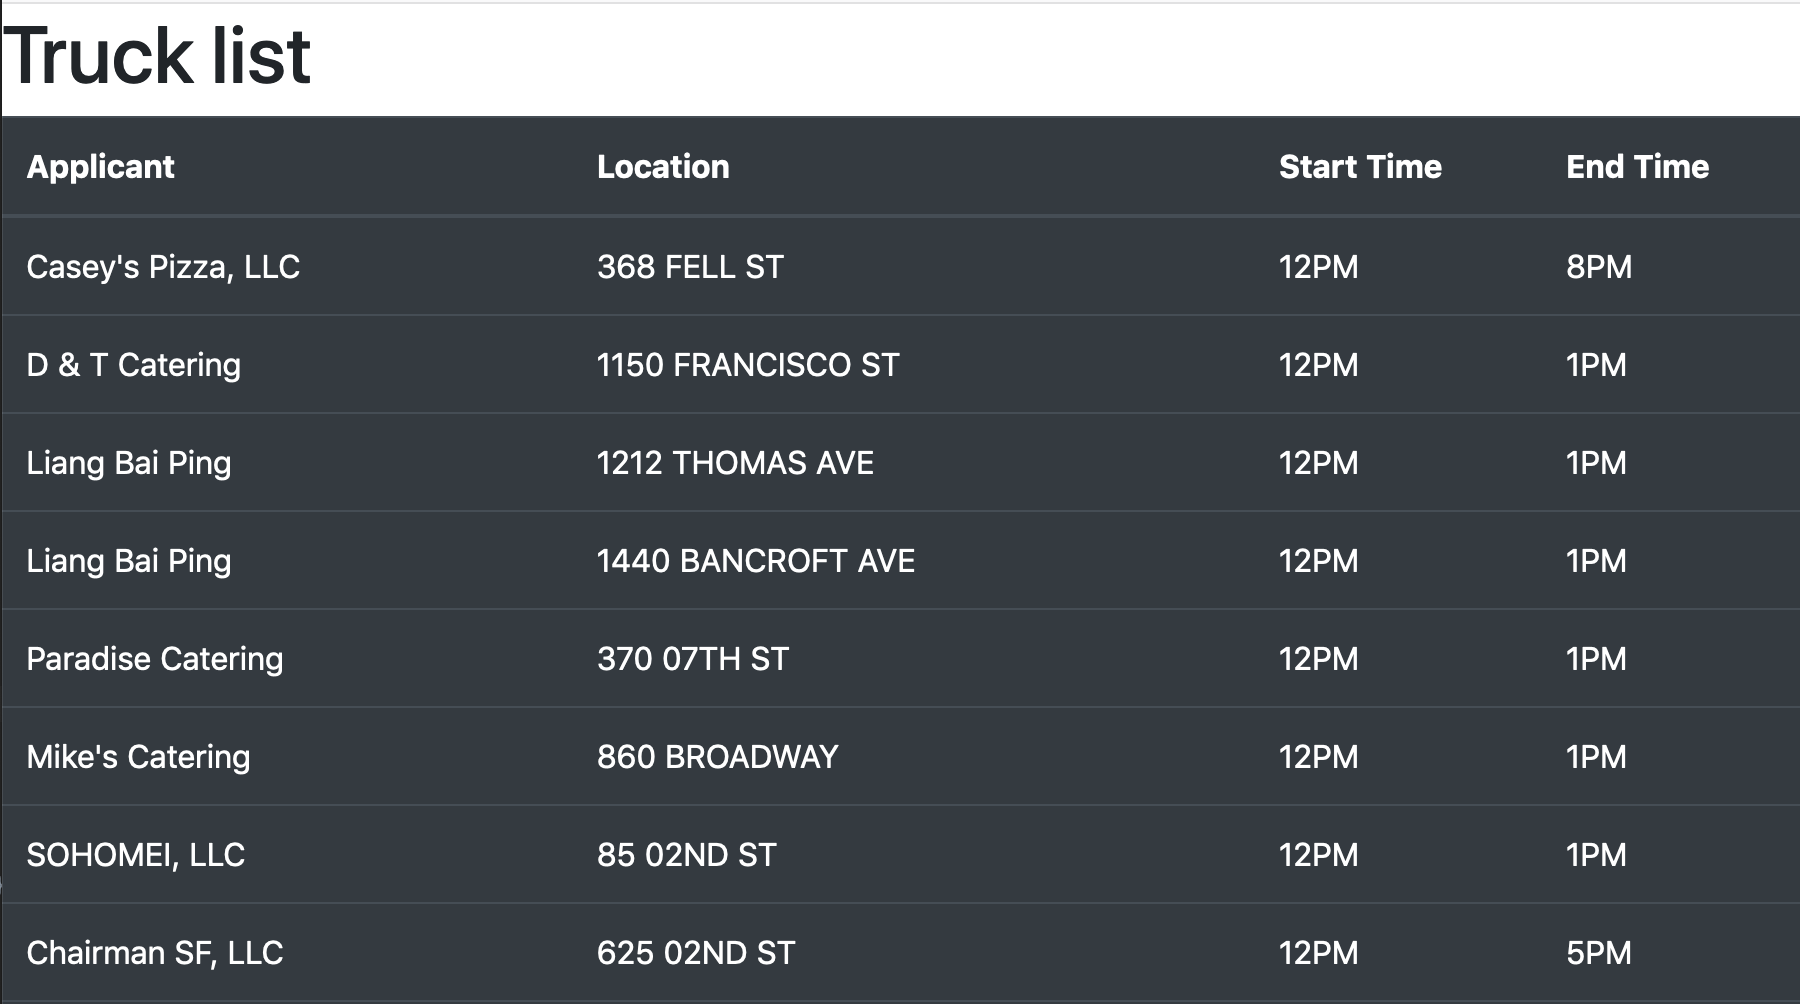 Truck list
Applicant Location Start Time End Time
Casey's Pizza, LLC 368 FELL ST 12PM 8PM
D & T Catering 1150 FRANCISCO ST 12PM 1PM
Liang Bai Ping 1212 THOMAS AVE 12PM 1PM
Liang Bai Ping 1440 BANCROFT AVE 12PM 1PM
Paradise Catering 370 07TH ST 12PM 1PM
Mike's Catering 860 BROADWAY 12PM 1PM
SOHOMEI, LLC 85 02ND ST 12PM 1PM
Chairman SF, LLC 625 02ND ST 12PM 5PM